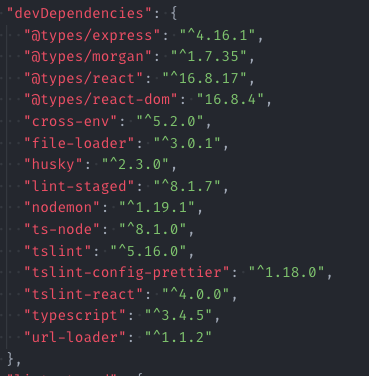 "devDependencies": {
"@types/express": "^4.16.1",
"@types/morgan": "^1.7.35",
"@types/react": "^16.8.17",
"@types/react-dom": "16.8.4",
"cross-env": "^5.2.0",
"file-loader": "^3.0.1",
"husky": "^2.3.0",
"lint-staged": "^8.1.7",
"nodemon": "^1.19.1",
"ts-node": "^8.1.0",
"tslint": "^5.16.0",
"tslint-config-prettier": "^1.18.0",
"tslint-react": "^4.0.0",
"typescript": "^3.4.5",
"url-loader": "^1.1.2"
},